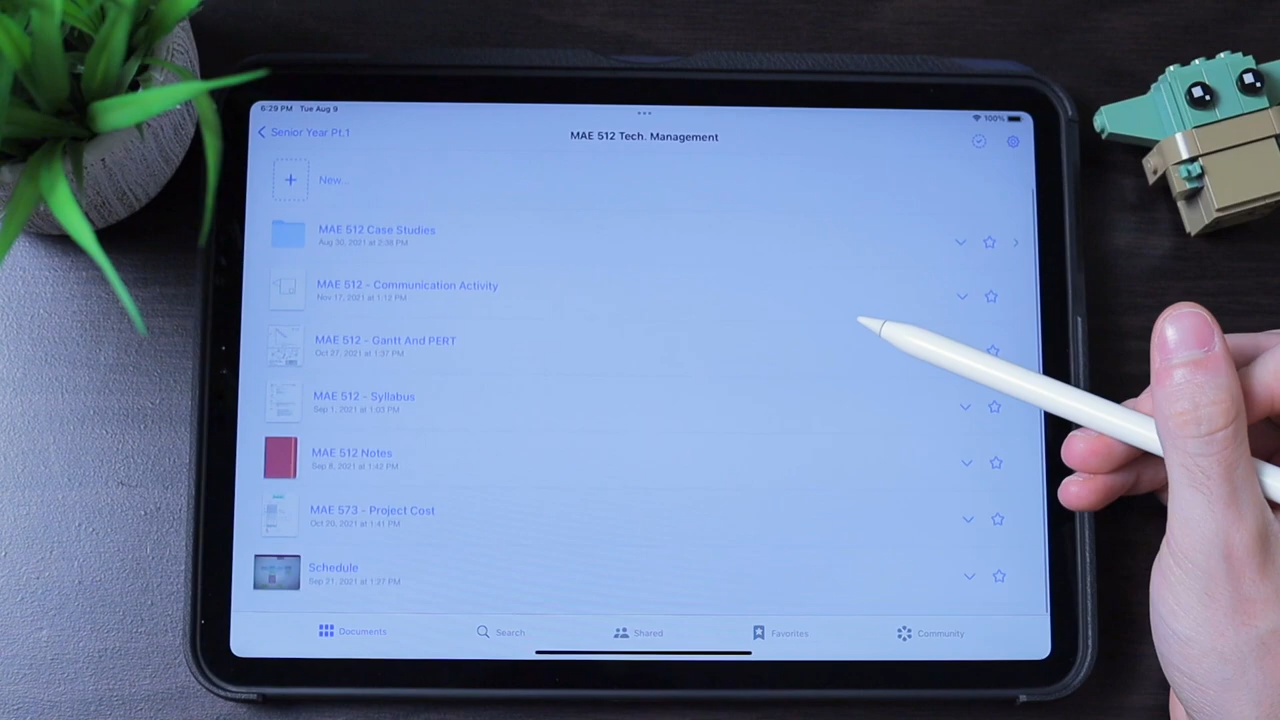 6:29 PM Tue Aug 9
100%
Senior Year Pt.1
MAE 512 Tech. Management
New...
MAE 512 Case Studies
Aug 30, 2021 at 2:38 PM
MAE 512 - Communication Activity
Nov 17, 2021 at 1:12 PM
MAE 512 - Gantt And PERT
Oct 27, 2021 at 1:37 PM
MAE 512 - Syllabus
Sep 1, 2021 at 1:03 PM
MAE 512 Notes
Sep 8, 2021 at 1:42 PM
MAE 573 - Project Cost
Oct 20, 2021 at 1:41 PM
Schedule
Sep 21, 2021 at 1:27 PM
Documents Search Shared Favorites Community